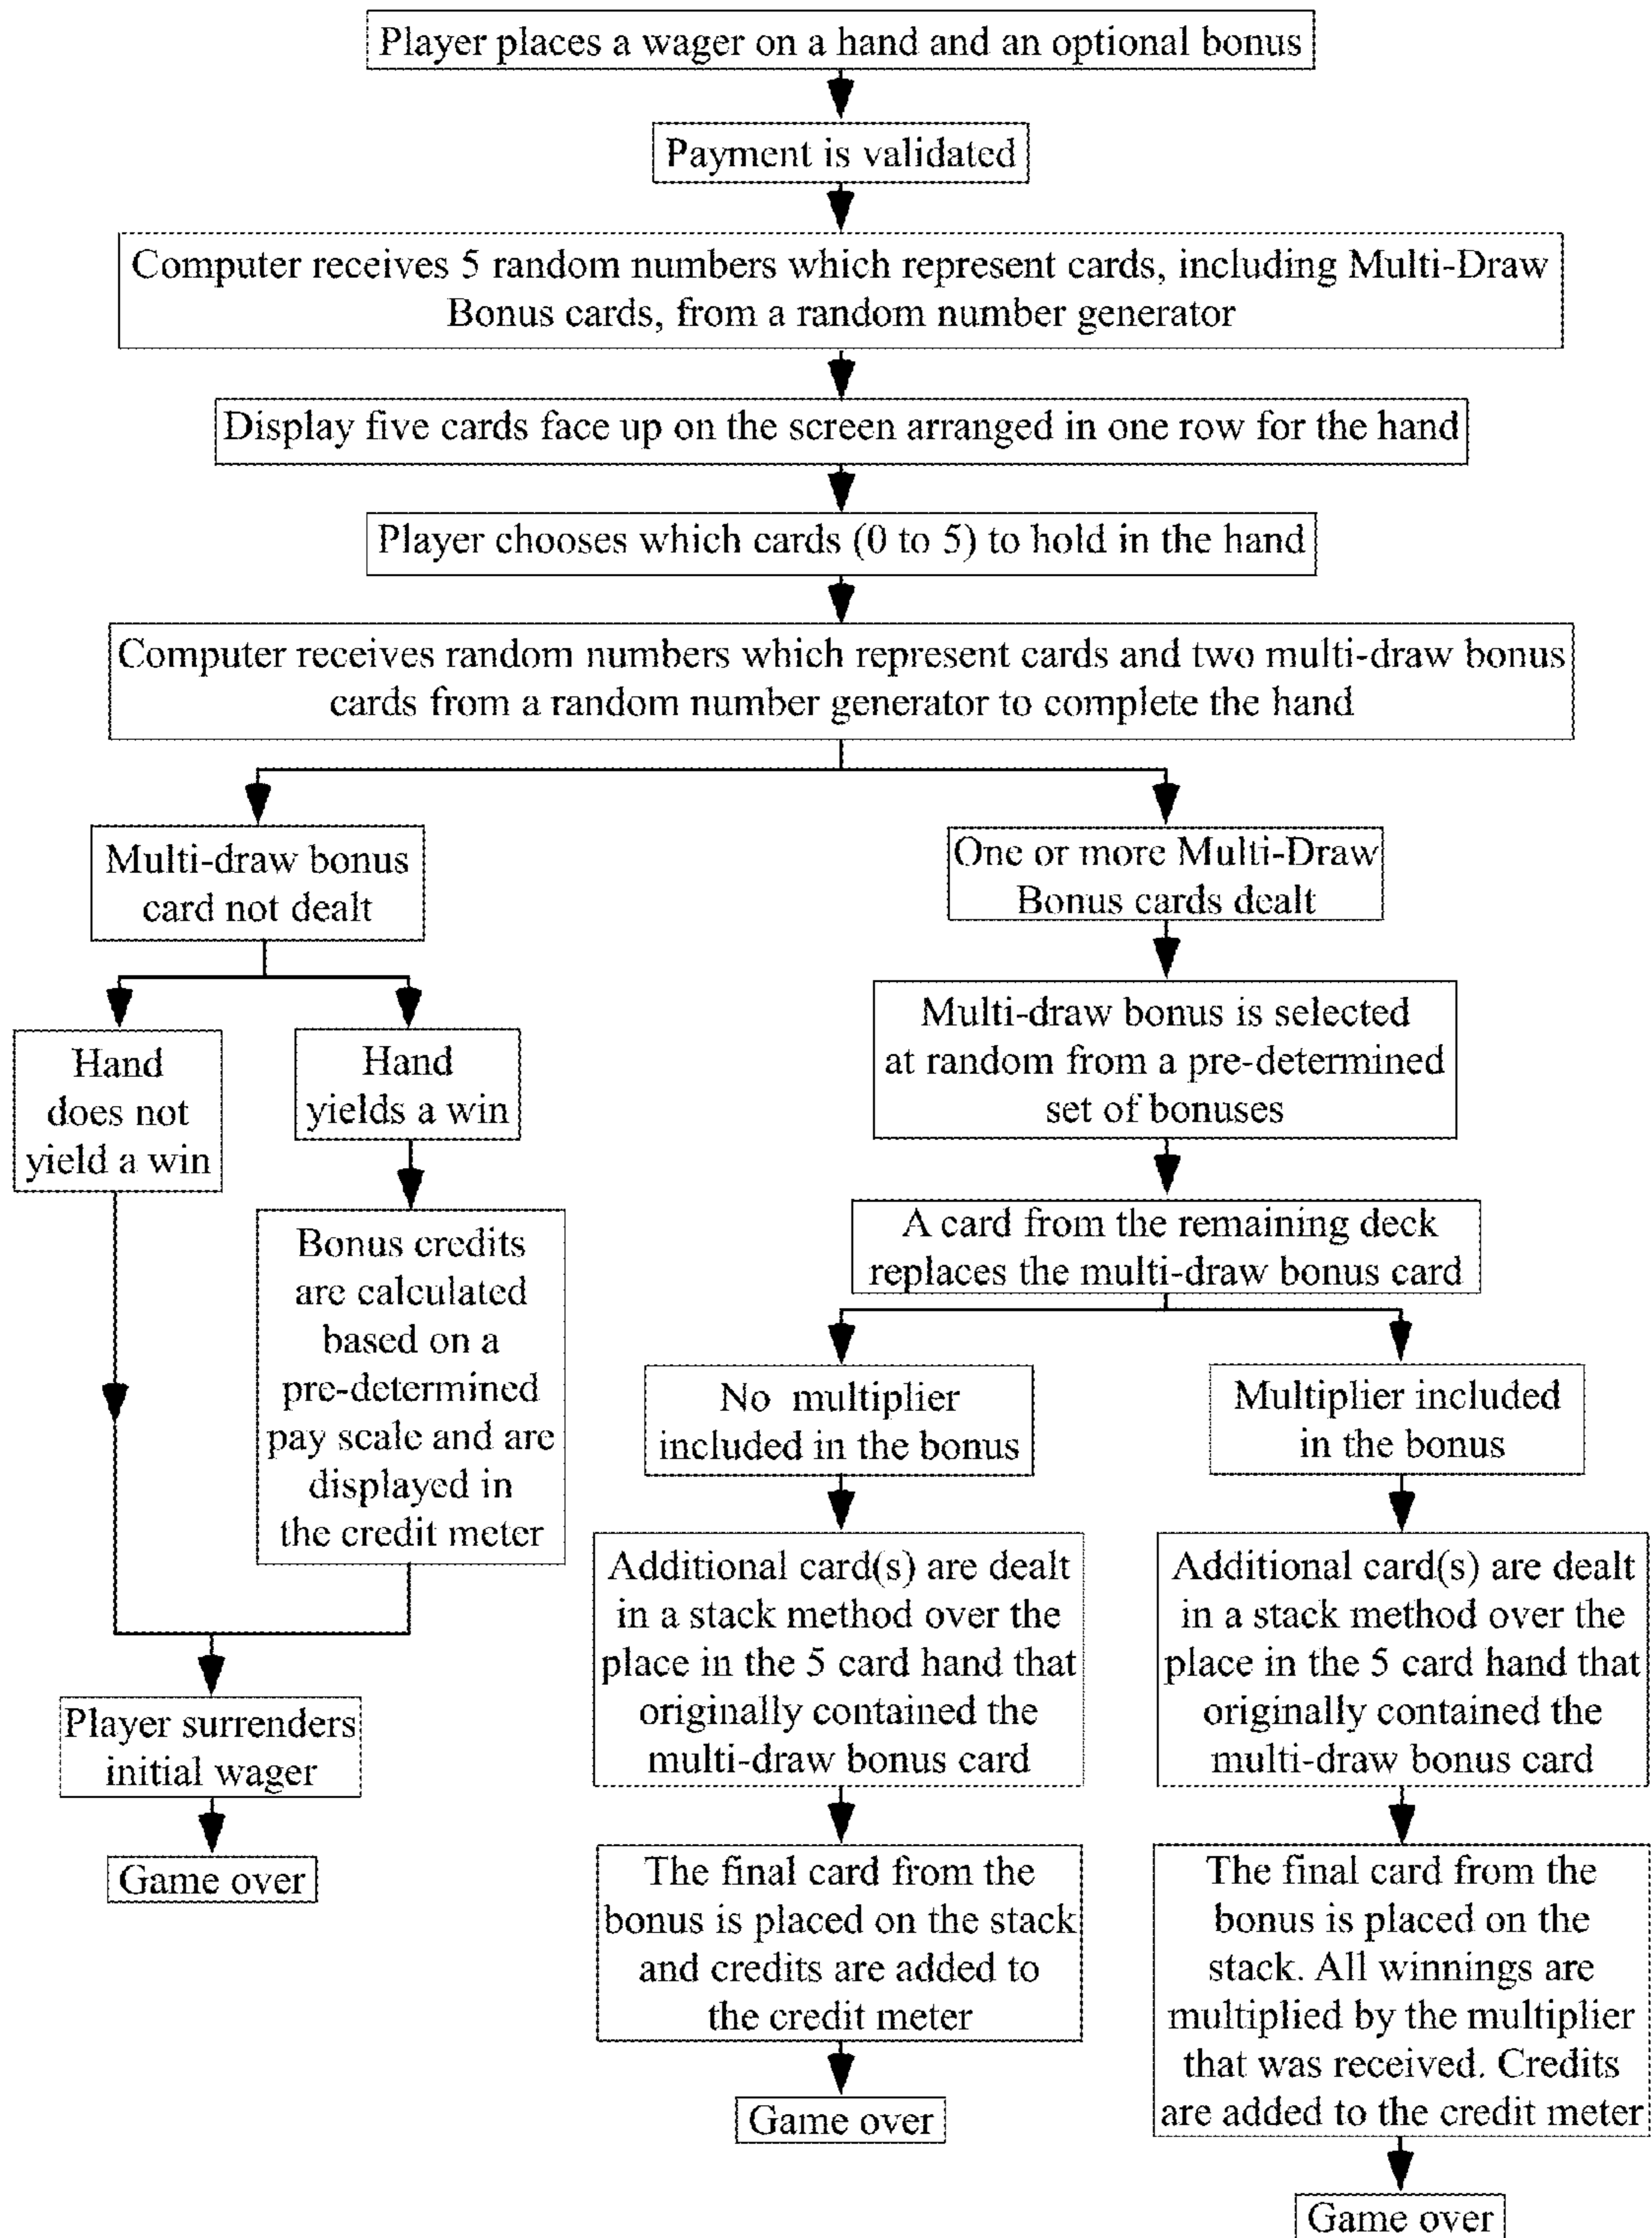 Player places a wager on a hand and an optional bonus
Payment is validated
Computer receives 5 random numbers which represent cards, including Multi-Draw
Bonus cards, from a random number generator
Display five cards face up on the screen arranged in one row for the hand
Player chooses which cards (0 to 5) to hold in the hand
Computer receives random numbers which represent cards and two multi-draw bonus
cards from a random number generator to complete the hand
Multi-draw bonus
card not dealt
One or more Multi-Draw
Bonus cards dealt
Hand
does not
yield a win
Hand
yields a win
Multi-draw bonus is selected
at random from a pre-determined
set of bonuses
Bonus credits
are calculated
based on a
pre-determined
pay scale and are
displayed in
the credit meter
A card from the remaining deck
replaces the multi-draw bonus card
No multiplier
included in the bonus
Multiplier included
in the bonus
Additional card(s) are dealt
in a stack method over the
place in the 5 card hand that
originally contained the
multi-draw bonus card
Additional card(s) are dealt
in a stack method over the
place in the 5 card hand that
originally contained the
multi-draw bonus card
Player surrenders
initial wager
Game over
The final card from the
bonus is placed on the stack
and credits are added to
the credit meter
Game over
The final card from the
bonus is placed on the
stack. All winnings are
multiplied by the multiplier
that was received. Credits
are added to the credit meter
Game over